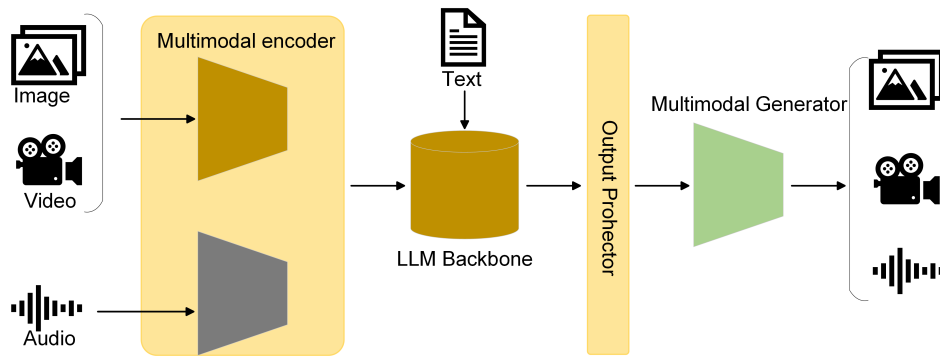 Image
Video
Audio
Multimodal encoder
Text
LLM Backbone
Output Prohector
Multimodal Generator